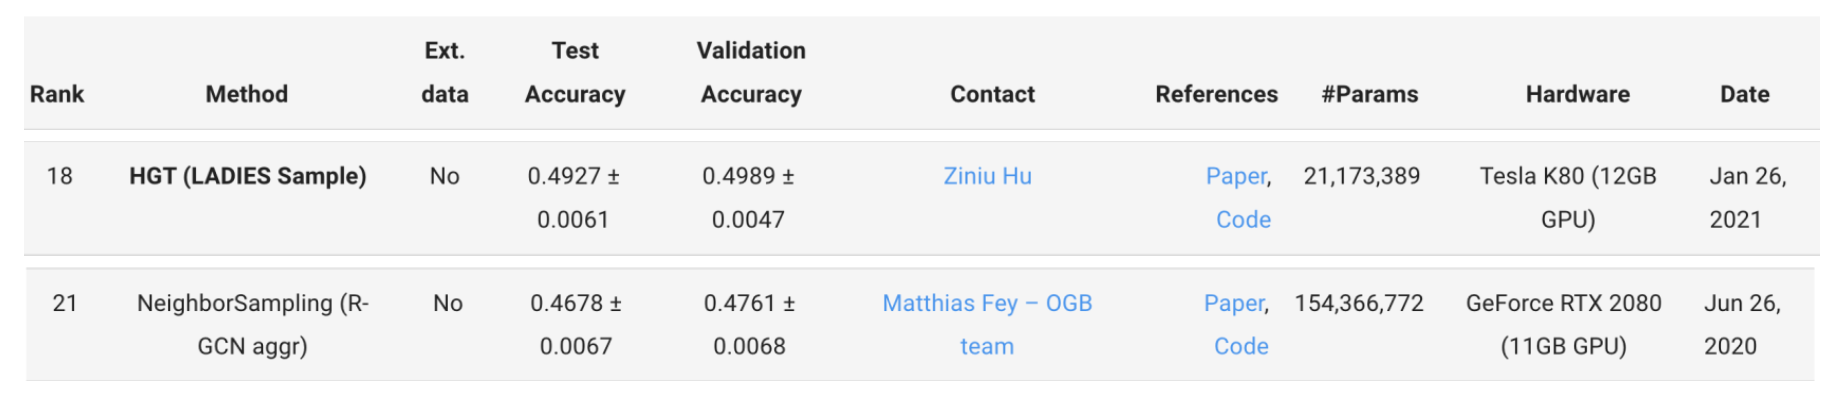 Ext. Test Validation
Rank Method data Accuracy Accuracy Contact References #Params Hardware Date
18 HGT (LADIES Sample) No 0.4927 ± 0.4989 ± Ziniu Hu Paper, 21,173,389 Tesla K80 (12GB Jan 26,
0.0061 0.0047 Code GPU) 2021
21 NeighborSampling (R- No 0.4678 ± 0.4761 ± Matthias Fey – OGB Paper, 154,366,772 GeForce RTX 2080 Jun 26,
GCN aggr) 0.0067 0.0068 team Code (11GB GPU) 2020